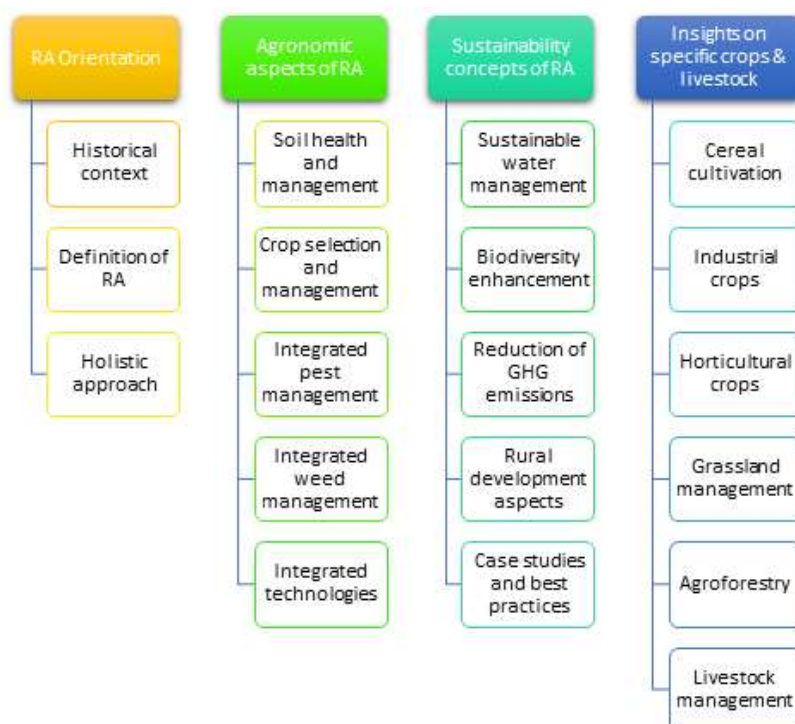 RA Orientation
Historical
context
Definition of
RA
Holistic
approach
Agronomic
aspects of RA
Soil health
and
management
Crop selection
and
management
Integrated
pest
management
Integrated
weed
management
Integrated
technologies
Sustainability
concepts of RA
Sustainable
water
management
Biodiversity
enhancement
Reduction of
GHG
emissions
Rural
development
aspects
Case studies
and best
practices
Insights on
specific crops &
livestock
Cereal
cultivation
Industrial
crops
Horticultural
crops
Grassland
management
Agroforestry
Livestock
management